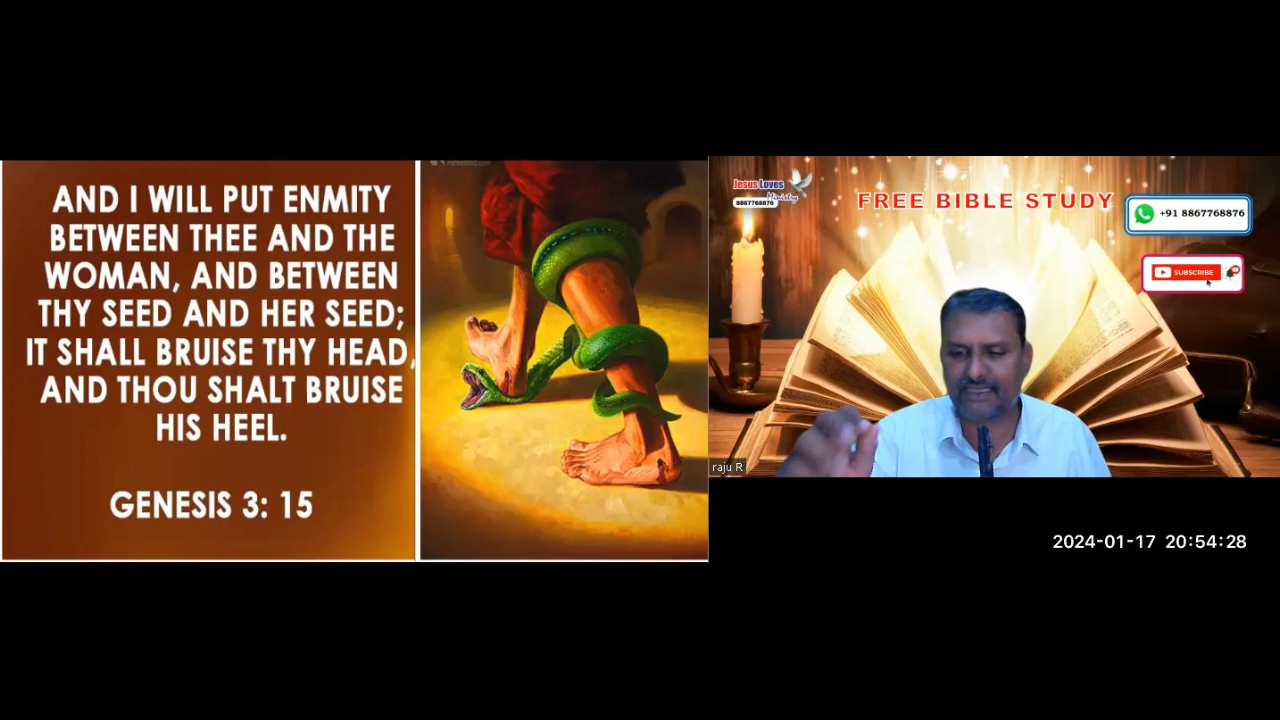 AND I WILL PUT ENMITY
BETWEEN THEE AND THE
WOMAN, AND BETWEEN
THY SEED AND HER SEED;
IT SHALL BRUISE THY HEAD,
AND THOU SHALT BRUISE
HIS HEEL.
GENESIS 3: 15
Jesus Loves
Ministry
8867768876
FREE BIBLE STUDY
+91 8867768876
SUBSCRIBE
raju R
2024-01-17 20:54:28